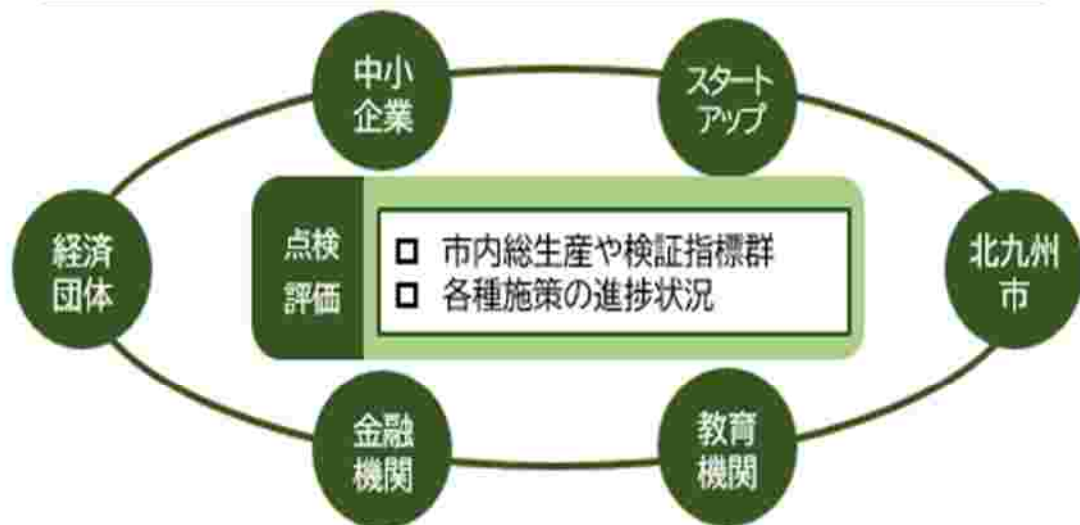 中小
企業
スタート
アップ
経済
団体
点検
評価
□ 市内総生産や検証指標群
□ 各種施策の進捗状況
北九州
市
金融
機関
教育
機関